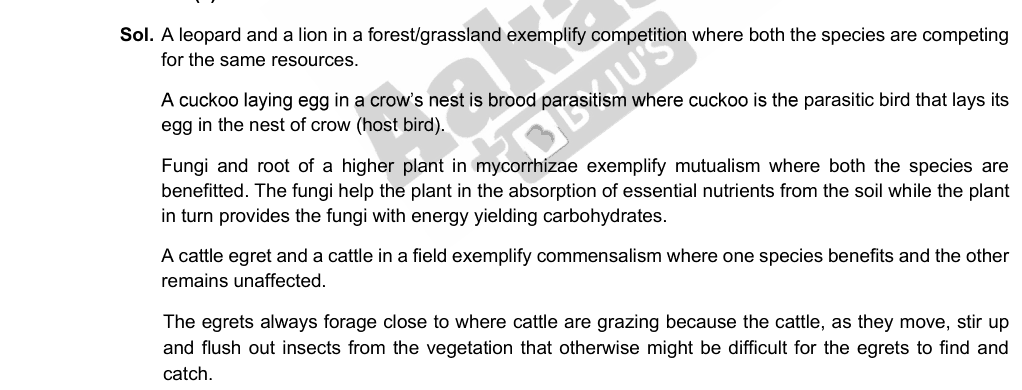 Sol. A leopard and a lion in a forest/grassland exemplify competition where both the species are competing
for the same resources.
A cuckoo laying egg in a crow's nest is brood parasitism where cuckoo is the parasitic bird that lays its
egg in the nest of crow (host bird).
Fungi and root of a higher plant in mycorrhizae exemplify mutualism where both the species are
benefitted. The fungi help the plant in the absorption of essential nutrients from the soil while the plant
in turn provides the fungi with energy yielding carbohydrates.
A cattle egret and a cattle in a field exemplify commensalism where one species benefits and the other
remains unaffected.
The egrets always forage close to where cattle are grazing because the cattle, as they move, stir up
and flush out insects from the vegetation that otherwise might be difficult for the egrets to find and
catch.
BYJU'S